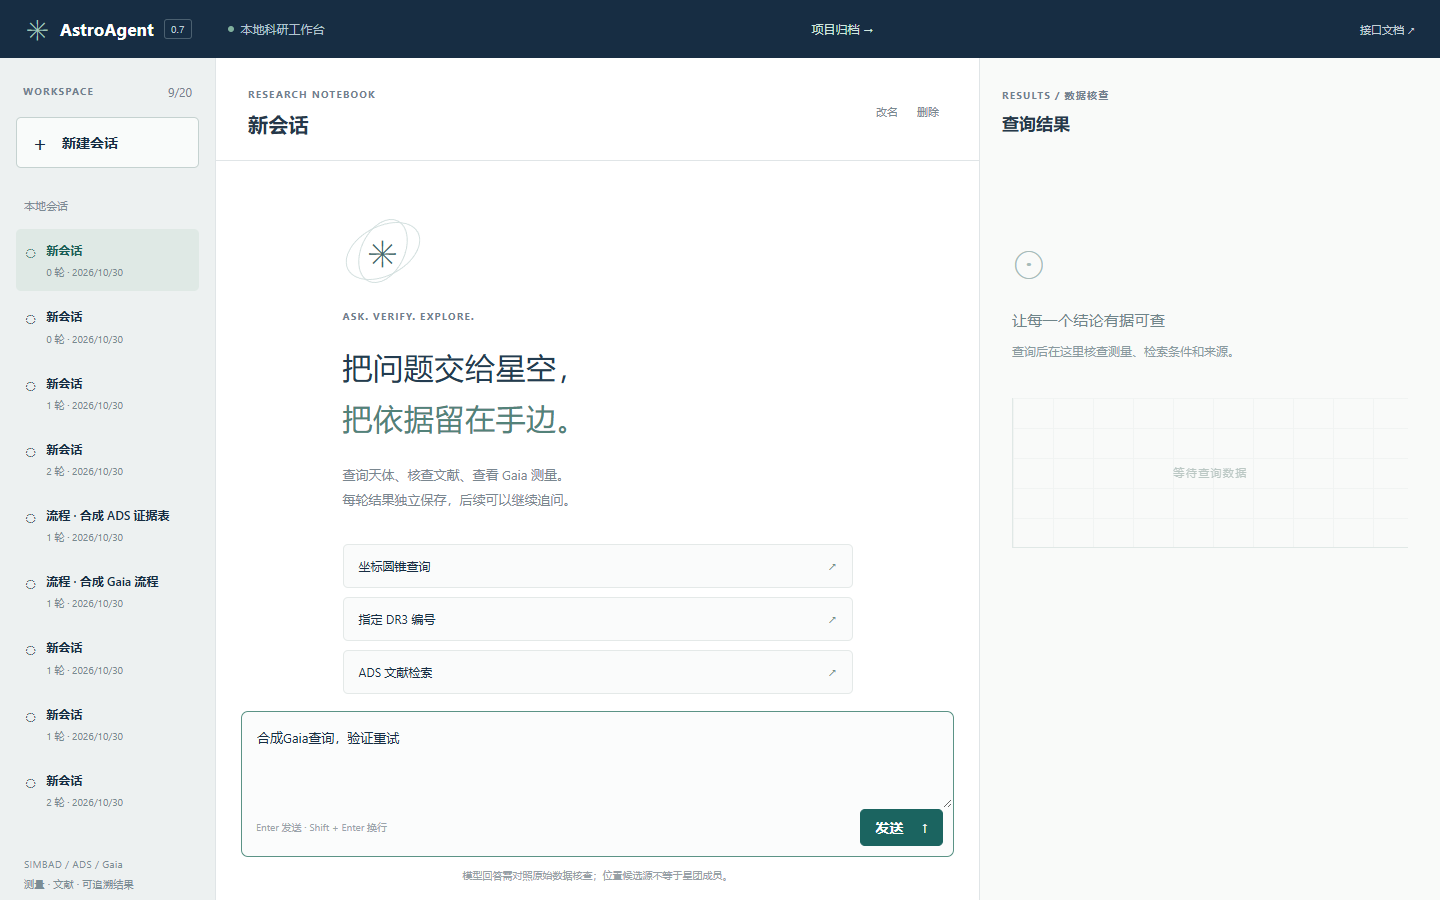 AstroAgent 0.7
本地科研工作台
项目归档 →
接口文档 ↗
WORKSPACE 9/20
+ 新建会话
本地会话
新会话
0 轮 · 2026/10/30
新会话
0 轮 · 2026/10/30
新会话
1 轮 · 2026/10/30
新会话
2 轮 · 2026/10/30
流程 · 合成 ADS 证据表
1 轮 · 2026/10/30
流程 · 合成 Gaia 流程
1 轮 · 2026/10/30
新会话
1 轮 · 2026/10/30
新会话
1 轮 · 2026/10/30
新会话
2 轮 · 2026/10/30
SIMBAD / ADS / Gaia
测量 · 文献 · 可追溯结果
RESEARCH NOTEBOOK
新会话
改名 删除
ASK. VERIFY. EXPLORE.
把问题交给星空，
把依据留在手边。
查询天体、核查文献、查看 Gaia 测量。
每轮结果独立保存，后续可以继续追问。
坐标圆锥查询 ↗
指定 DR3 编号 ↗
ADS 文献检索 ↗
合成Gaia查询，验证重试
Enter 发送 · Shift + Enter 换行
发送 ↑
模型回答需对照原始数据核查；位置候选源不等于星团成员。
RESULTS / 数据核查
查询结果
让每一个结论有据可查
查询后在这里核查测量、检索条件和来源。
等待查询数据